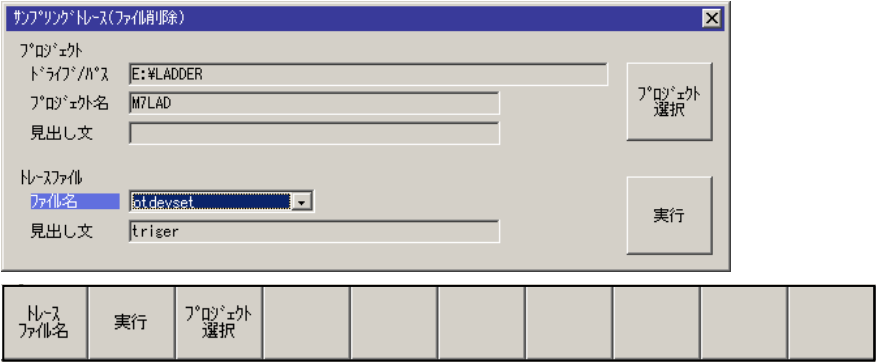 ｻﾝﾌﾟﾘﾝｸﾞﾄﾚｰｽ(ﾌｧｲﾙ削除)
ﾌﾟﾛｼﾞｪｸﾄ
ﾄﾞﾗｲﾌﾞ/ﾊﾟｽ E:¥LADDER
ﾌﾟﾛｼﾞｪｸﾄ名 M7LAD
見出し文
ﾌﾟﾛｼﾞｪｸﾄ
選択
ﾄﾚｰｽﾌｧｲﾙ
ﾌｧｲﾙ名 otdevset
見出し文 triger
実行
ﾄﾚｰｽ
ﾌｧｲﾙ名
実行
ﾌﾟﾛｼﾞｪｸﾄ
選択